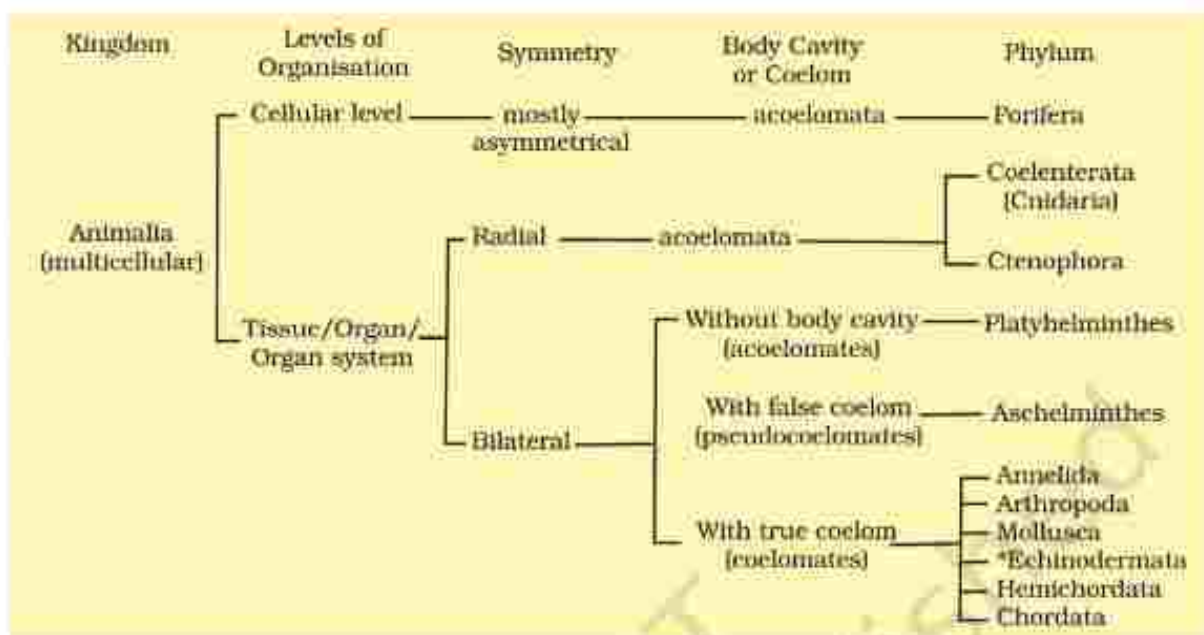 Kingdom
Levels of
Organisation
Symmetry
Body Cavity
or Coelom
Phylum
Cellular level
mostly
asymmetrical
acoelomata
Porifera
Animalia
(multicellular)
Tissue/Organ/
Organ system
Radial
acoelomata
Coelenterata
(Cnidaria)
Ctenophora
Bilateral
Without body cavity
(acoelomates)
Platyhelminthes
With false coelom
(pseudocoelomates)
Aschelminthes
With true coelom
(coelomates)
Annelida
Arthropoda
Mollusca
*Echinodermata
Hemichordata
Chordata